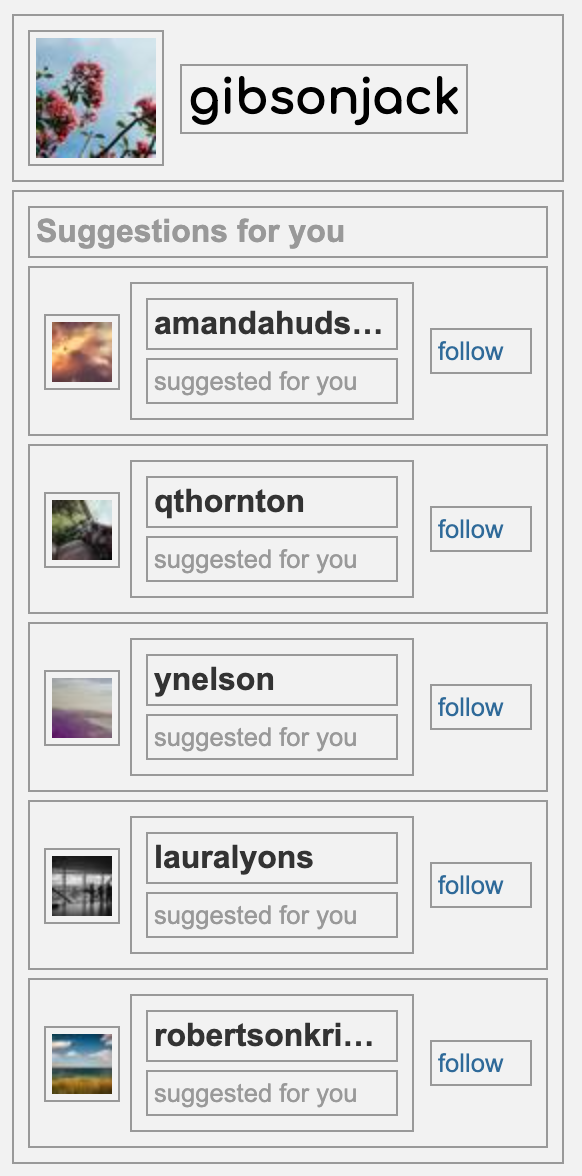 gibsonjack
Suggestions for you
amandahuds...
suggested for you
follow
qthornton
suggested for you
follow
ynelson
suggested for you
follow
lauralyons
suggested for you
follow
robertsonkri...
suggested for you
follow